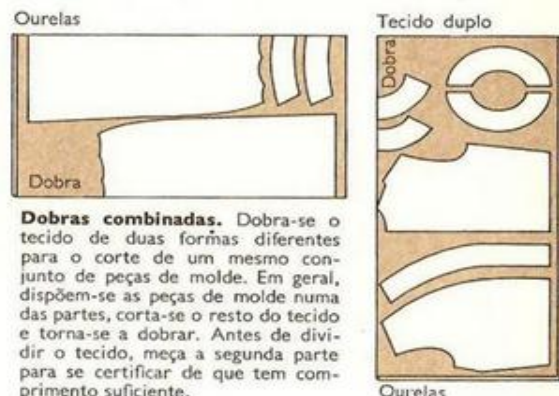 Ourelas
Dobra
Dobras combinadas. Dobra-se o
tecido de duas formas diferentes
para o corte de um mesmo con-
junto de peças de molde. Em geral,
dispõem-se as peças de molde numa
das partes, corta-se o resto do tecido
e torna-se a dobrar. Antes de divi-
dir o tecido, meça a segunda parte
para se certificar de que tem com-
primento suficiente.
Tecido duplo
Dobra
Ourelas